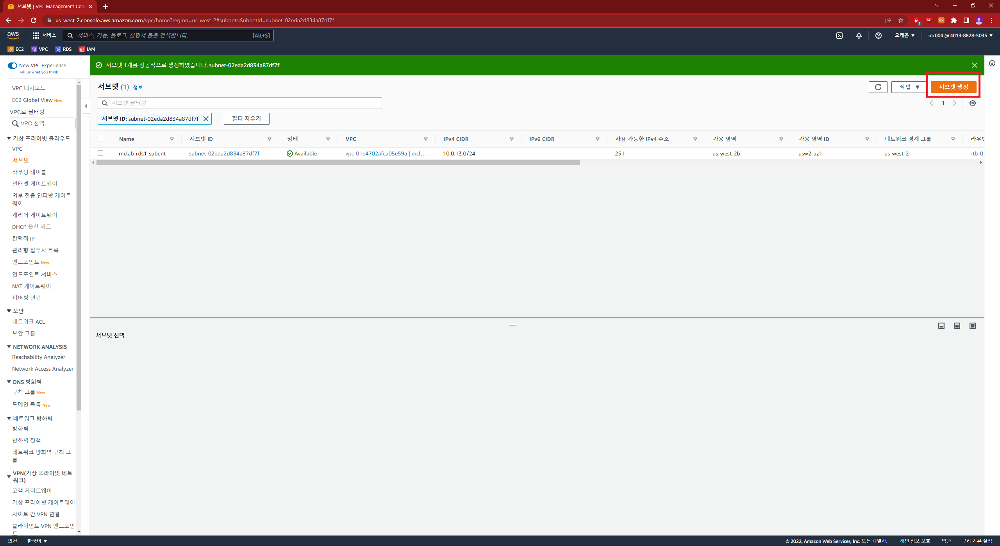 서브넷 | VPC Management Con
us-west-2.console.aws.amazon.com/vpc/home?region=us-west-2#subnets:SubnetId=subnet-02eda2d834a87df7f
1
aws 서비스 서비스, 기능, 블로그, 설명서 등을 검색합니다. [Alt+S] 오레곤 mc004 @ 4013-8828-5035
EC2 VPC RDS IAM
New VPC Experience
Tell us what you think
서브넷 1개를 성공적으로 생성하였습니다. subnet-02eda2d834a87df7f
서브넷 (1) 정보
작업 서브넷 생성
서브넷 필터링
1
서브넷 ID: subnet-02eda2d834a87df7f 필터 지우기
Name 서브넷 ID 상태 VPC IPv4 CIDR IPv6 CIDR 사용 가능한 IPv4 주소 가용 영역 가용 영역 ID 네트워크 경계 그룹 라우팅
mclab-rds1-subent subnet-02eda2d834a87df7f Available vpc-01e4702afca05e59a | mcl... 10.0.13.0/24 – 251 us-west-2b usw2-az1 us-west-2 rtb-02
서브넷 선택
VPC 대시보드
EC2 Global View New
VPC로 필터링:
VPC 선택
가상 프라이빗 클라우드
VPC
서브넷
라우팅 테이블
인터넷 게이트웨이
외부 전용 인터넷 게이트
웨이
캐리어 게이트웨이
DHCP 옵션 세트
탄력적 IP
관리형 접두사 목록
엔드포인트 New
엔드포인트 서비스
NAT 게이트웨이
피어링 연결
보안
네트워크 ACL
보안 그룹
NETWORK ANALYSIS
Reachability Analyzer
Network Access Analyzer
DNS 방화벽
규칙 그룹 New
도메인 목록 New
네트워크 방화벽
방화벽
방화벽 정책
네트워크 방화벽 규칙 그
룹
VPN(가상 프라이빗 네트
워크)
고객 게이트웨이
가상 프라이빗 게이트웨이
사이트 간 VPN 연결
클라이언트 VPN 엔드포인
트
의견 한국어 © 2022, Amazon Web Services, Inc. 또는 계열사. 개인 정보 보호 약관 쿠키 기본 설정